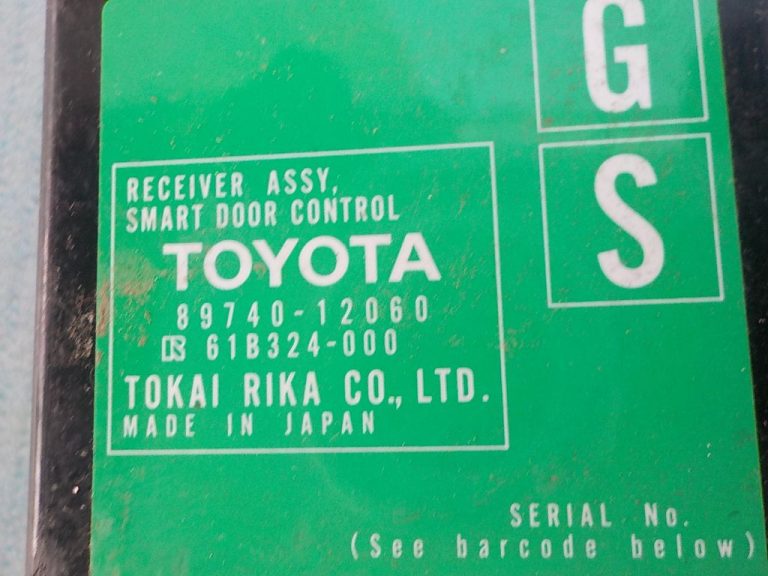 G
S
RECEIVER ASSY,
SMART DOOR CONTROL
TOYOTA
89740-12060
61B324-000
TOKAI RIKA CO., LTD.
MADE IN JAPAN
SERIAL No.
(See barcode below)